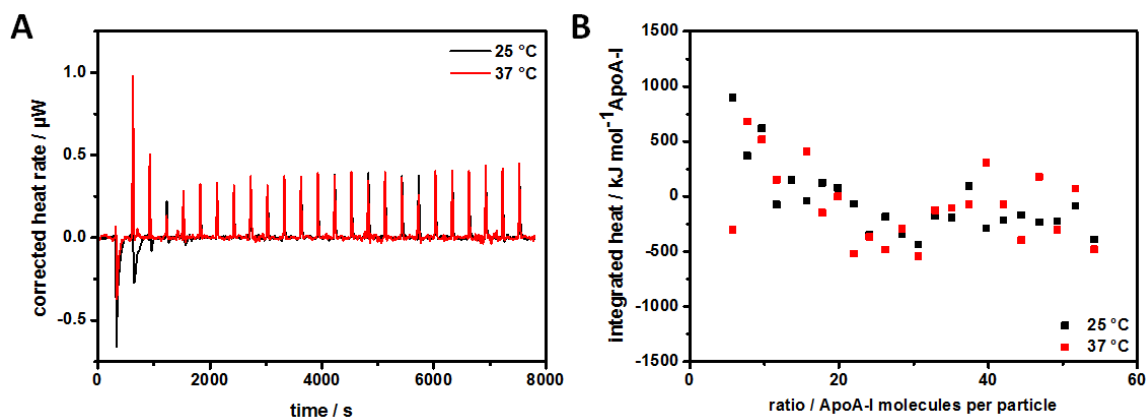 A
corrected heat rate / µW
1.0
0.5
0.0
-0.5
0
2000
4000
6000
8000
time / s
25 °C
37 °C
B
integrated heat / kJ mol⁻¹ApoA-I
1500
1000
500
0
-500
-1000
-1500
0
20
40
60
ratio / ApoA-I molecules per particle
25 °C
37 °C